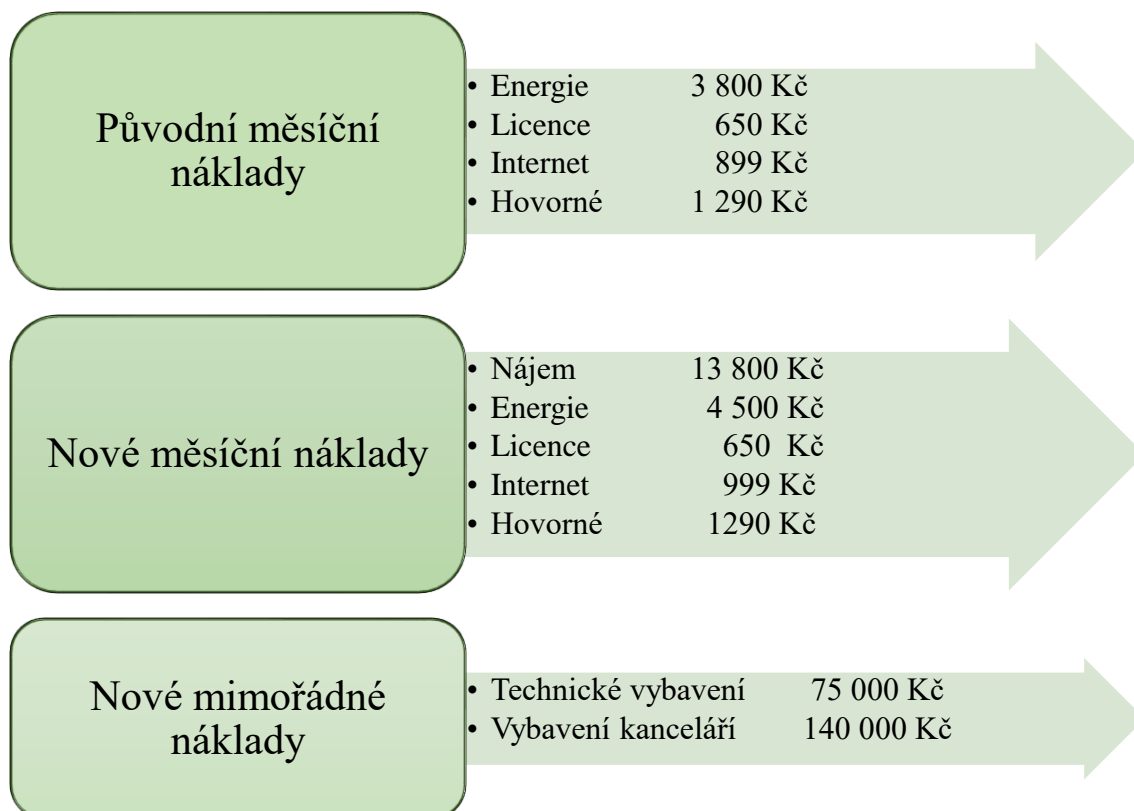 Původní měsíční
náklady
• Energie 3 800 Kč
• Licence 650 Kč
• Internet 899 Kč
• Hovorné 1 290 Kč
Nové měsíční náklady
• Nájem 13 800 Kč
• Energie 4 500 Kč
• Licence 650 Kč
• Internet 999 Kč
• Hovorné 1290 Kč
Nové mimořádné
náklady
• Technické vybavení 75 000 Kč
• Vybavení kanceláří 140 000 Kč